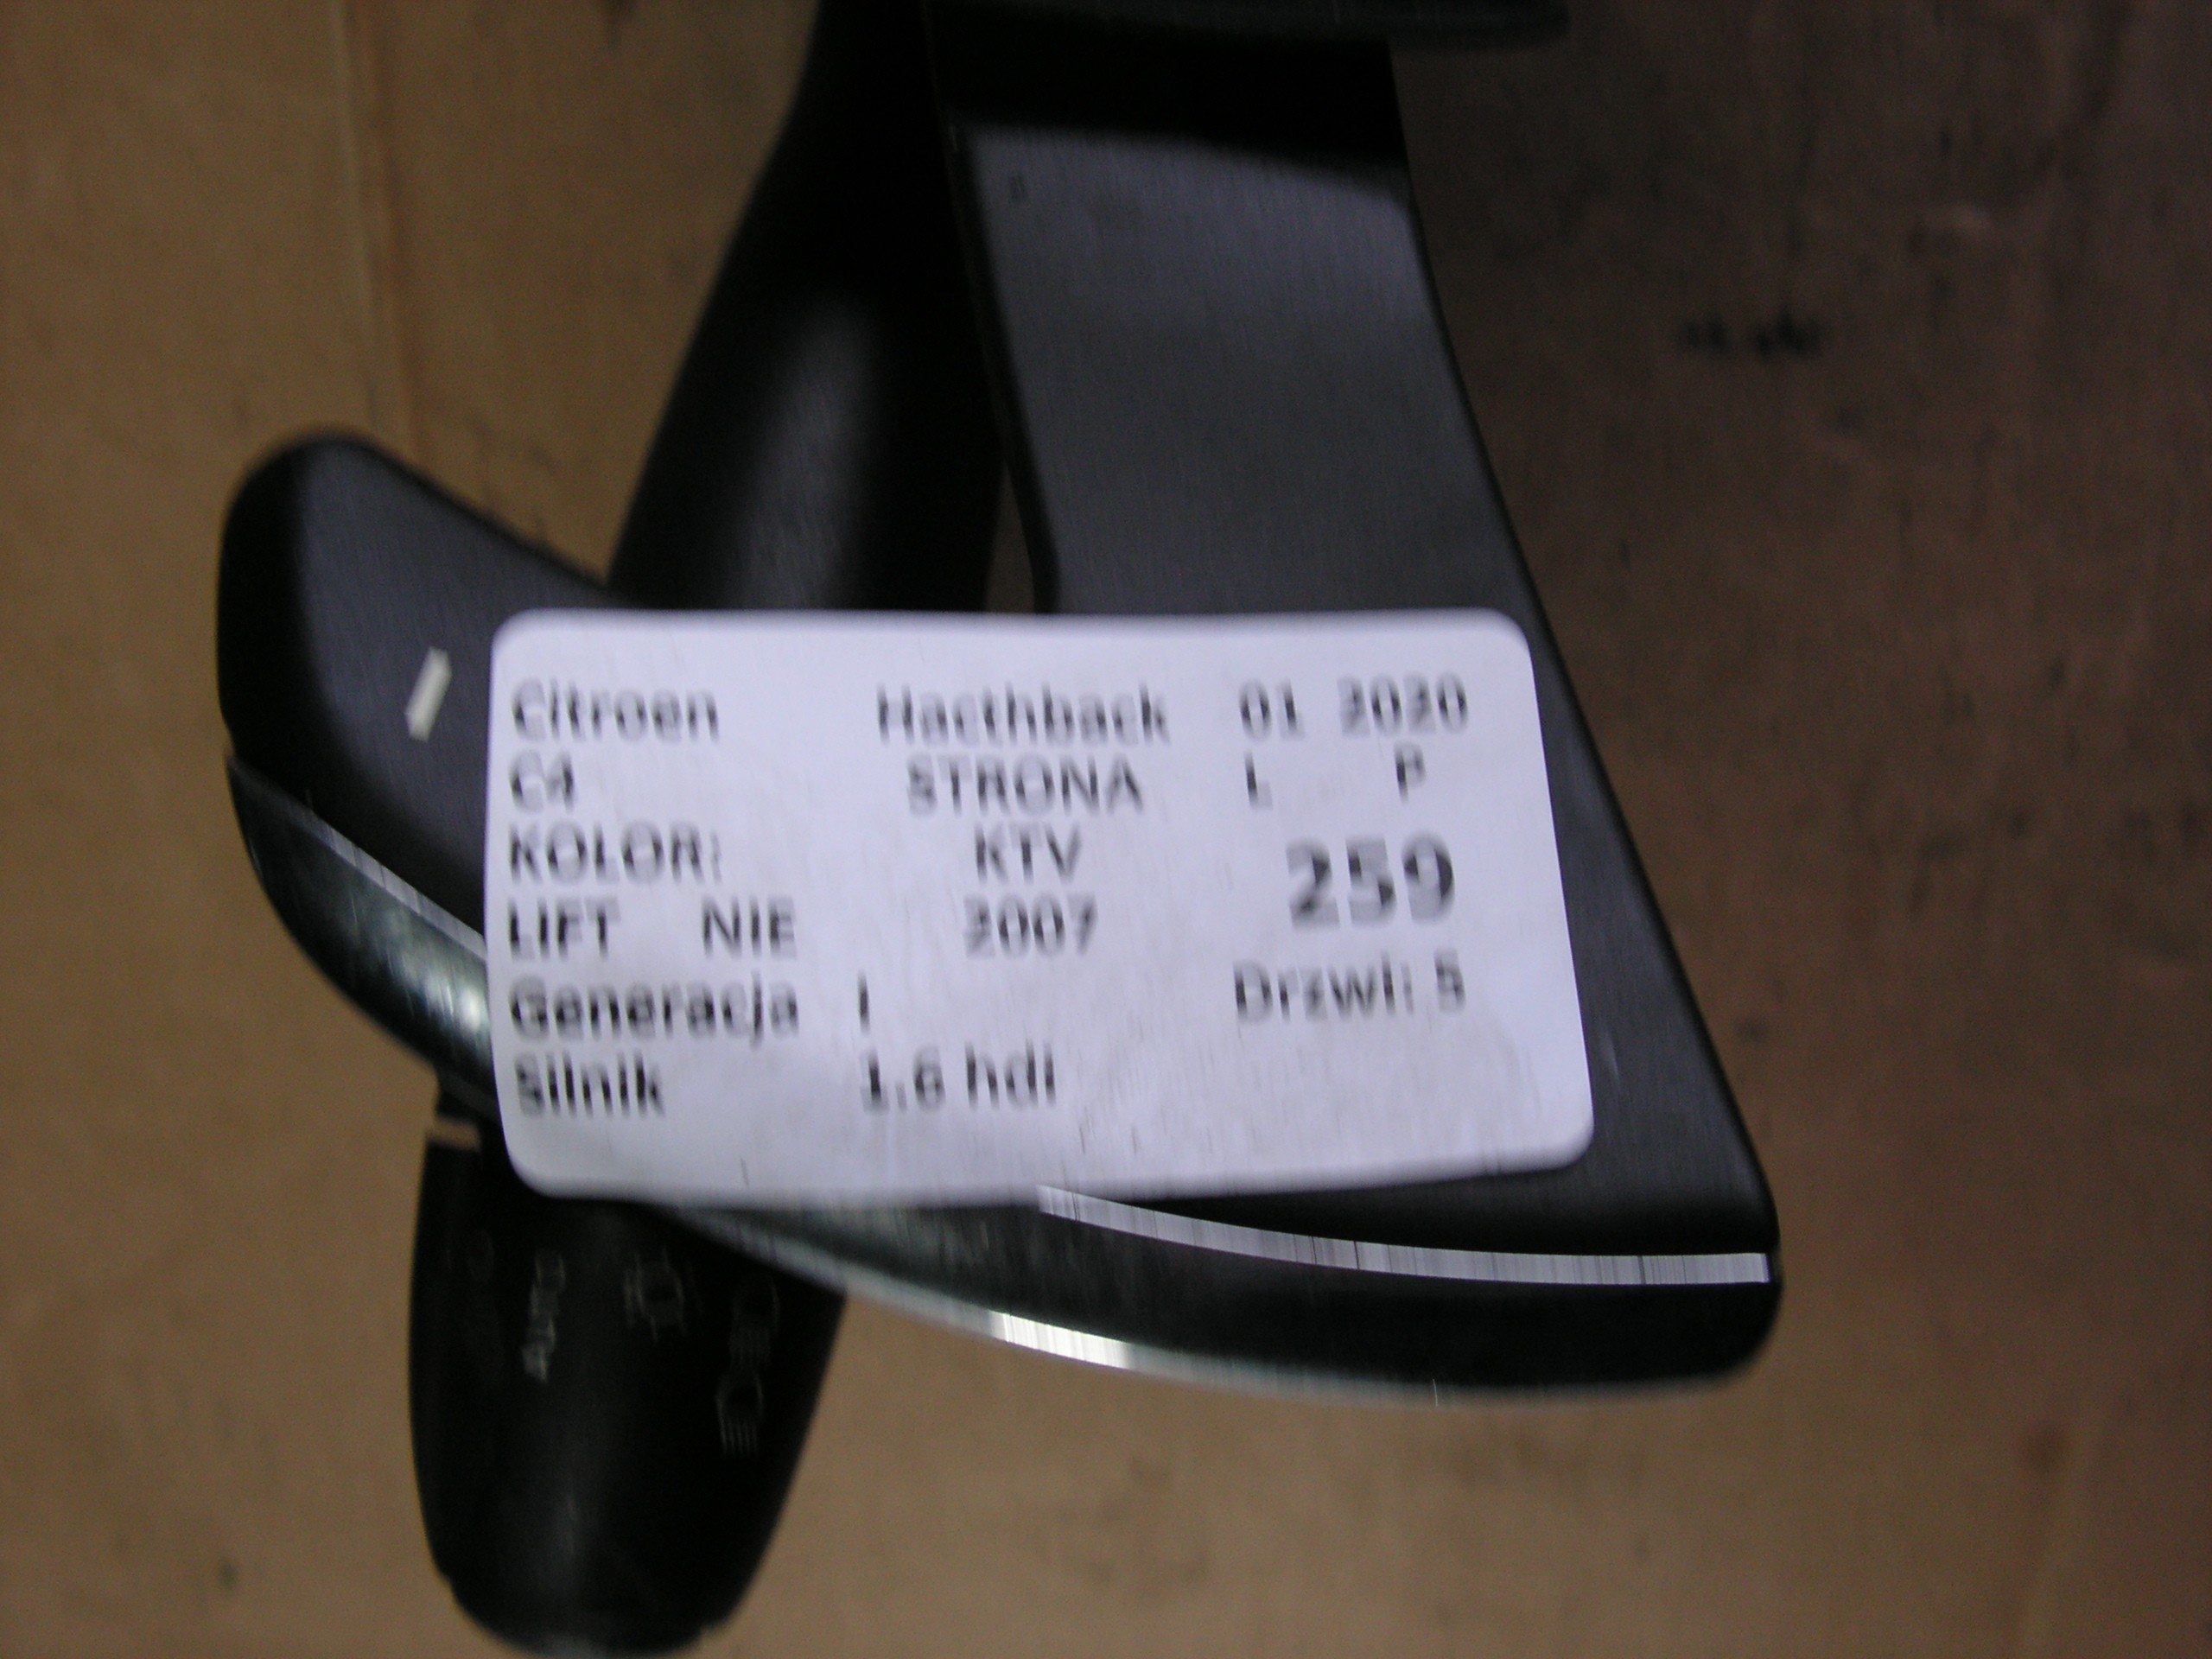 Citroen Hacthback 01 2020
C4 STRONA L P
KOLOR: KTV 259
LIFT NIE 2007
Generacja I Drzwi: 5
Silnik 1.6 hdi
AUTO